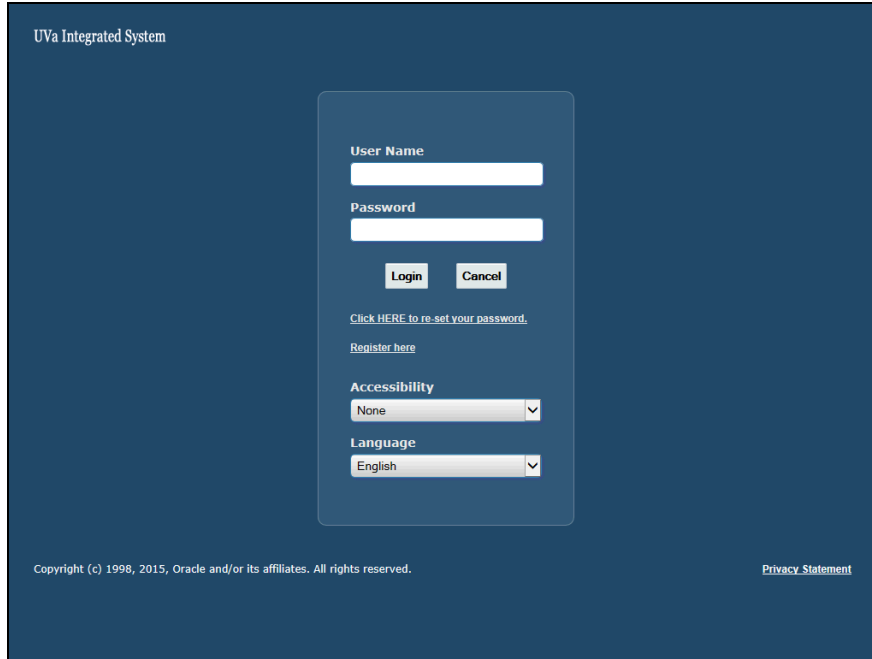 UVa Integrated System
User Name
Password
Login Cancel
Click HERE to re-set your password.
Register here
Accessibility
None
Language
English
Copyright (c) 1998, 2015, Oracle and/or its affiliates. All rights reserved. Privacy Statement